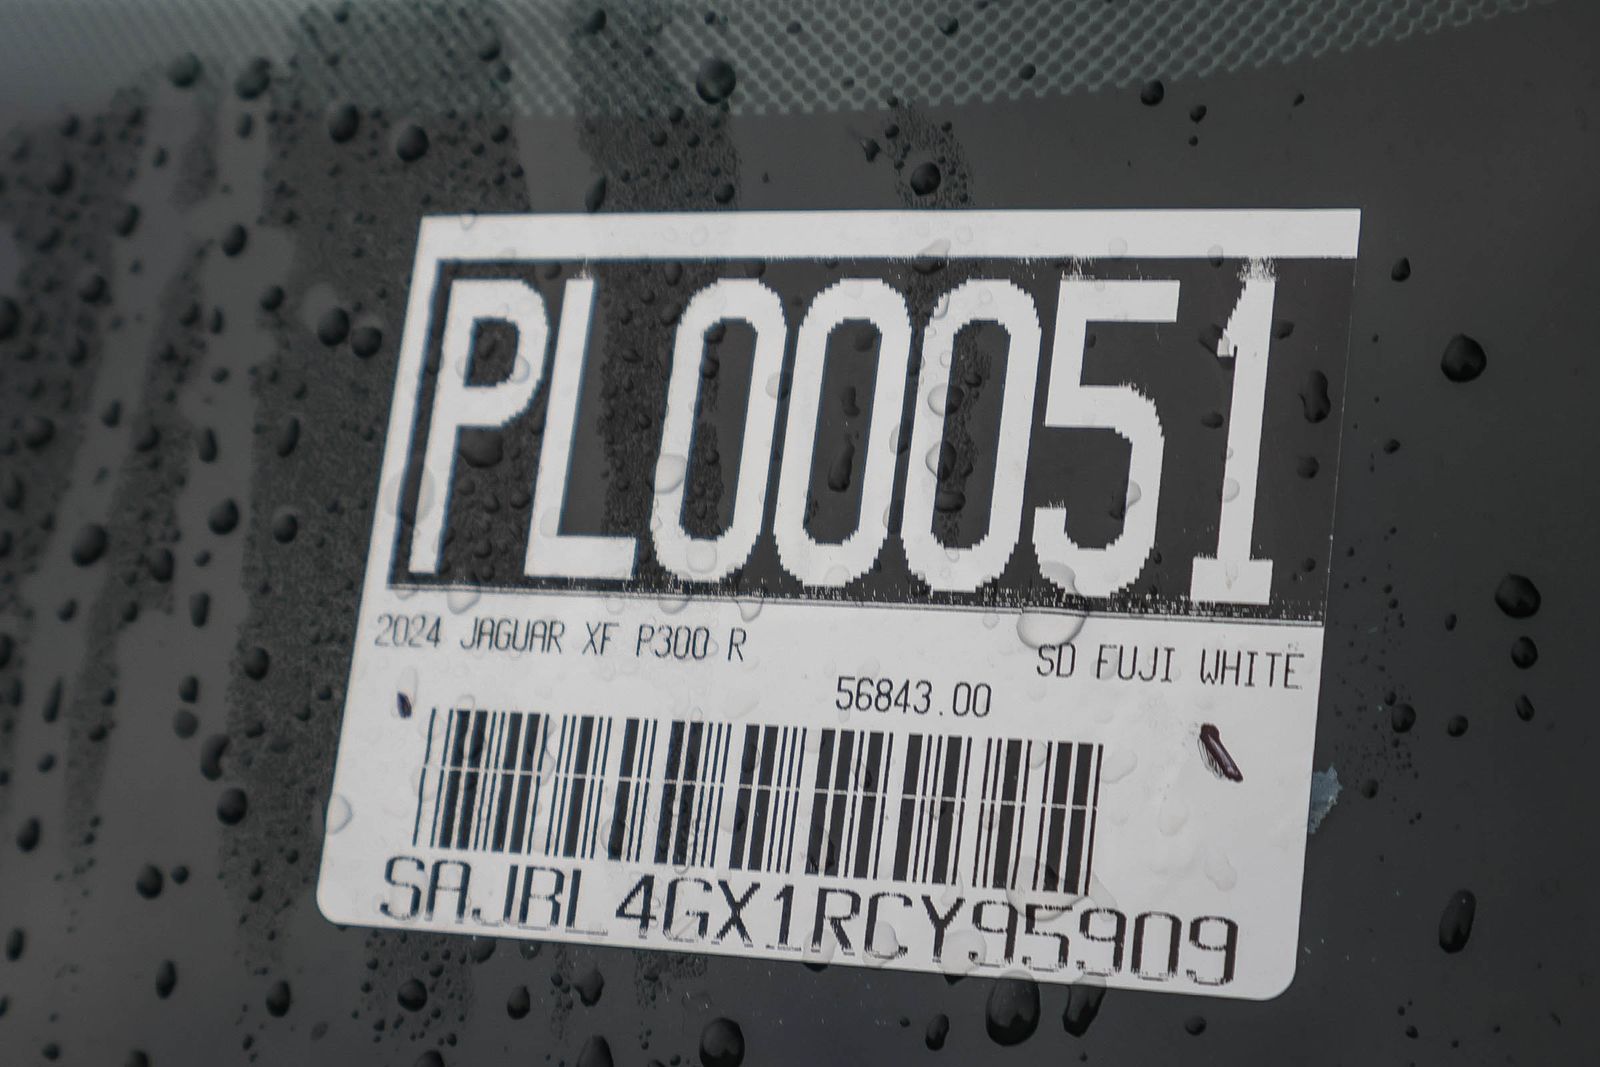 PL00051
2024 JAGUAR XF P300 R
SD FUJI WHITE
56843.00
SAJBL4GX1RCY95909